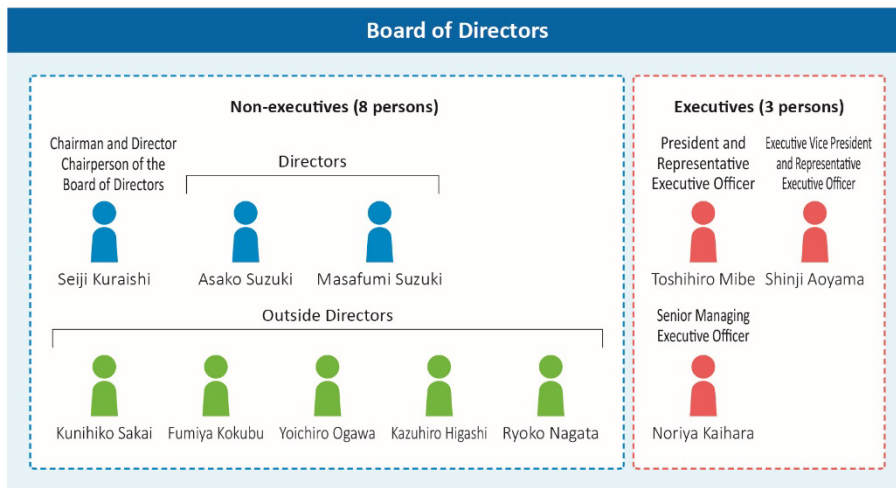 Board of Directors
Non-executives (8 persons)
Chairman and Director
Chairperson of the
Board of Directors
Directors
Seiji Kuraishi
Asako Suzuki
Masafumi Suzuki
Outside Directors
Kunihiko Sakai
Fumiya Kokubu
Yoichiro Ogawa
Kazuhiro Higashi
Ryoko Nagata
Executives (3 persons)
President and
Representative
Executive Officer
Executive Vice President
and Representative
Executive Officer
Toshihiro Mibe
Shinji Aoyama
Senior Managing
Executive Officer
Noriya Kaihara